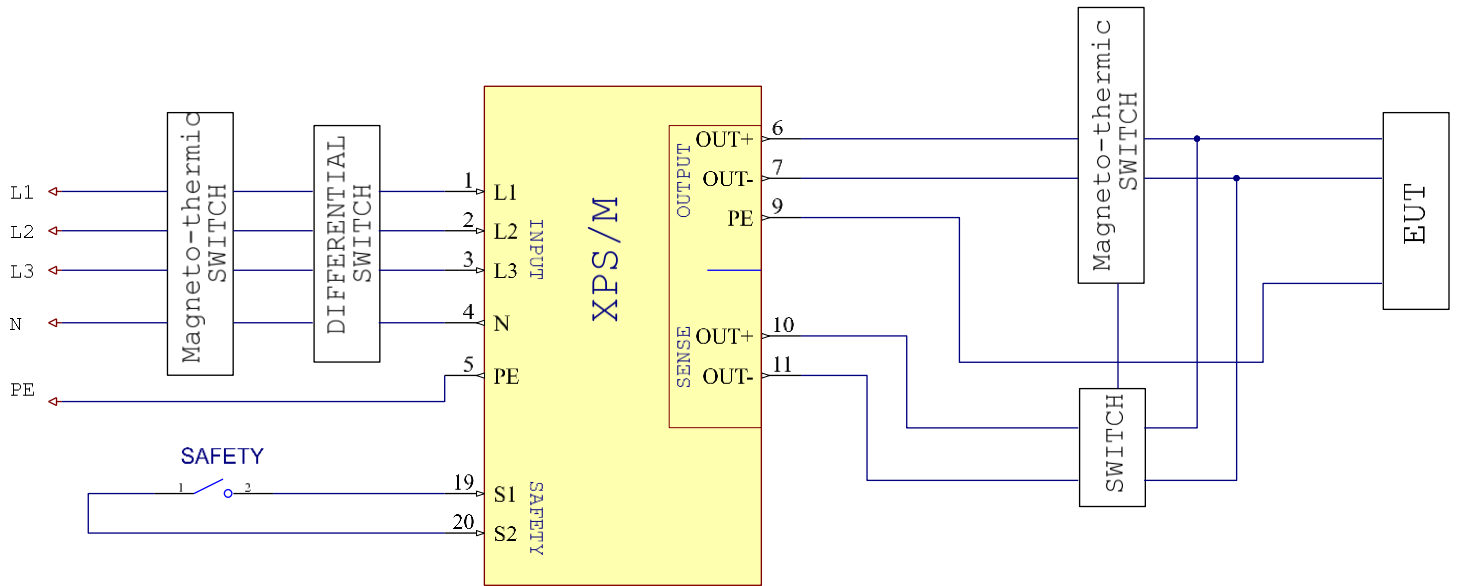 L1
L2
L3
N
PE
Magneto-thermic
SWITCH
DIFFERENTIAL
SWITCH
1
2
3
4
5
L1
L2
L3
N
PE
INPUT
SAFETY
1
2
19
20
S1
S2
SAFETY
XPS/M
OUTPUT
OUT+
OUT-
PE
SENSE
OUT+
OUT-
6
7
9
10
11
Magneto-thermic
SWITCH
SWITCH
EUT